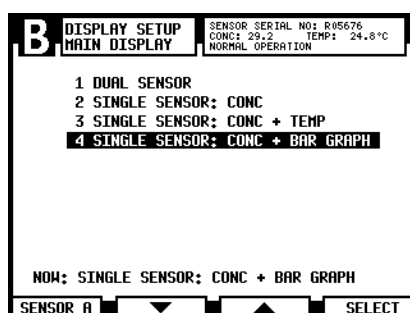 B
DISPLAY SETUP
MAIN DISPLAY
SENSOR SERIAL NO: R05676
CONC: 29.2 TEMP: 24.8°C
NORMAL OPERATION
1 DUAL SENSOR
2 SINGLE SENSOR: CONC
3 SINGLE SENSOR: CONC + TEMP
4 SINGLE SENSOR: CONC + BAR GRAPH
NOW: SINGLE SENSOR: CONC + BAR GRAPH
SENSOR A SELECT